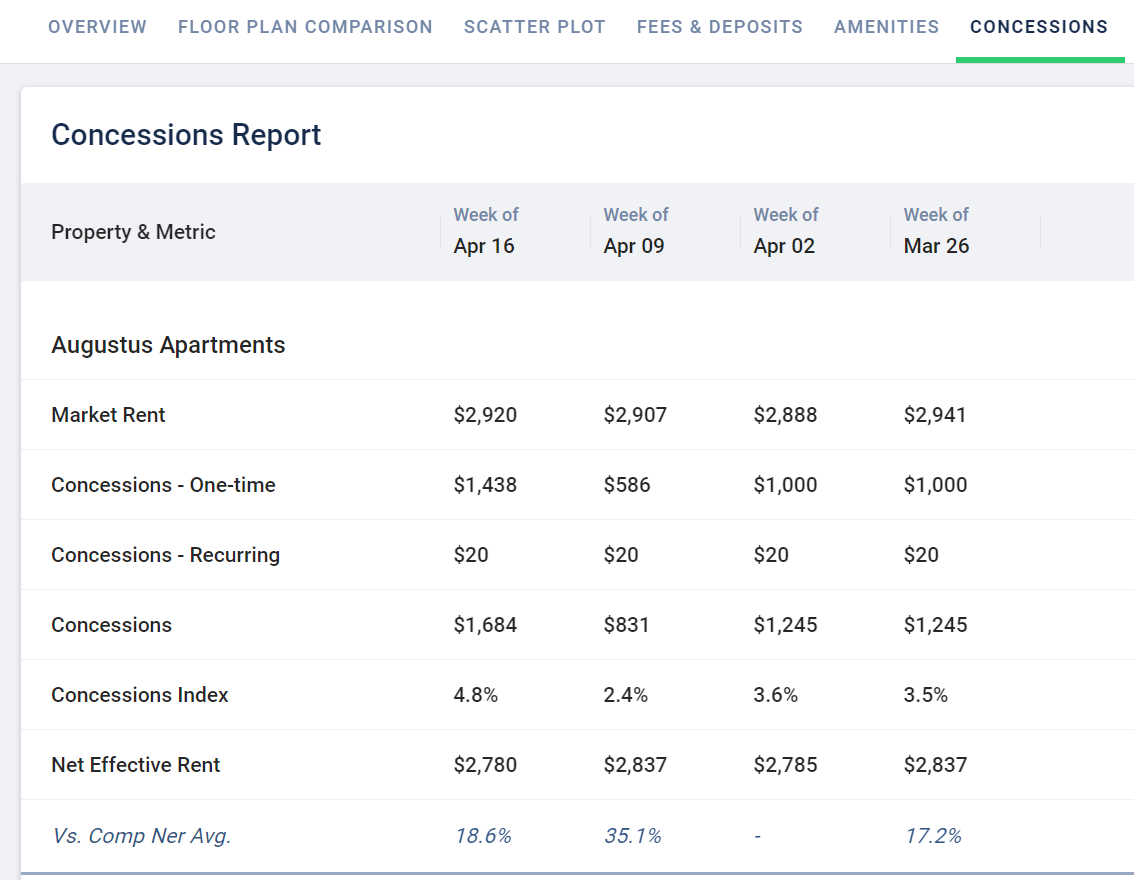 OVERVIEW FLOOR PLAN COMPARISON SCATTER PLOT FEES & DEPOSITS AMENITIES CONCESSIONS
Concessions Report
Property & Metric Week of Apr 16 Week of Apr 09 Week of Apr 02 Week of Mar 26
Augustus Apartments
Market Rent $2,920 $2,907 $2,888 $2,941
Concessions - One-time $1,438 $586 $1,000 $1,000
Concessions - Recurring $20 $20 $20 $20
Concessions $1,684 $831 $1,245 $1,245
Concessions Index 4.8% 2.4% 3.6% 3.5%
Net Effective Rent $2,780 $2,837 $2,785 $2,837
Vs. Comp Ner Avg. 18.6% 35.1% - 17.2%